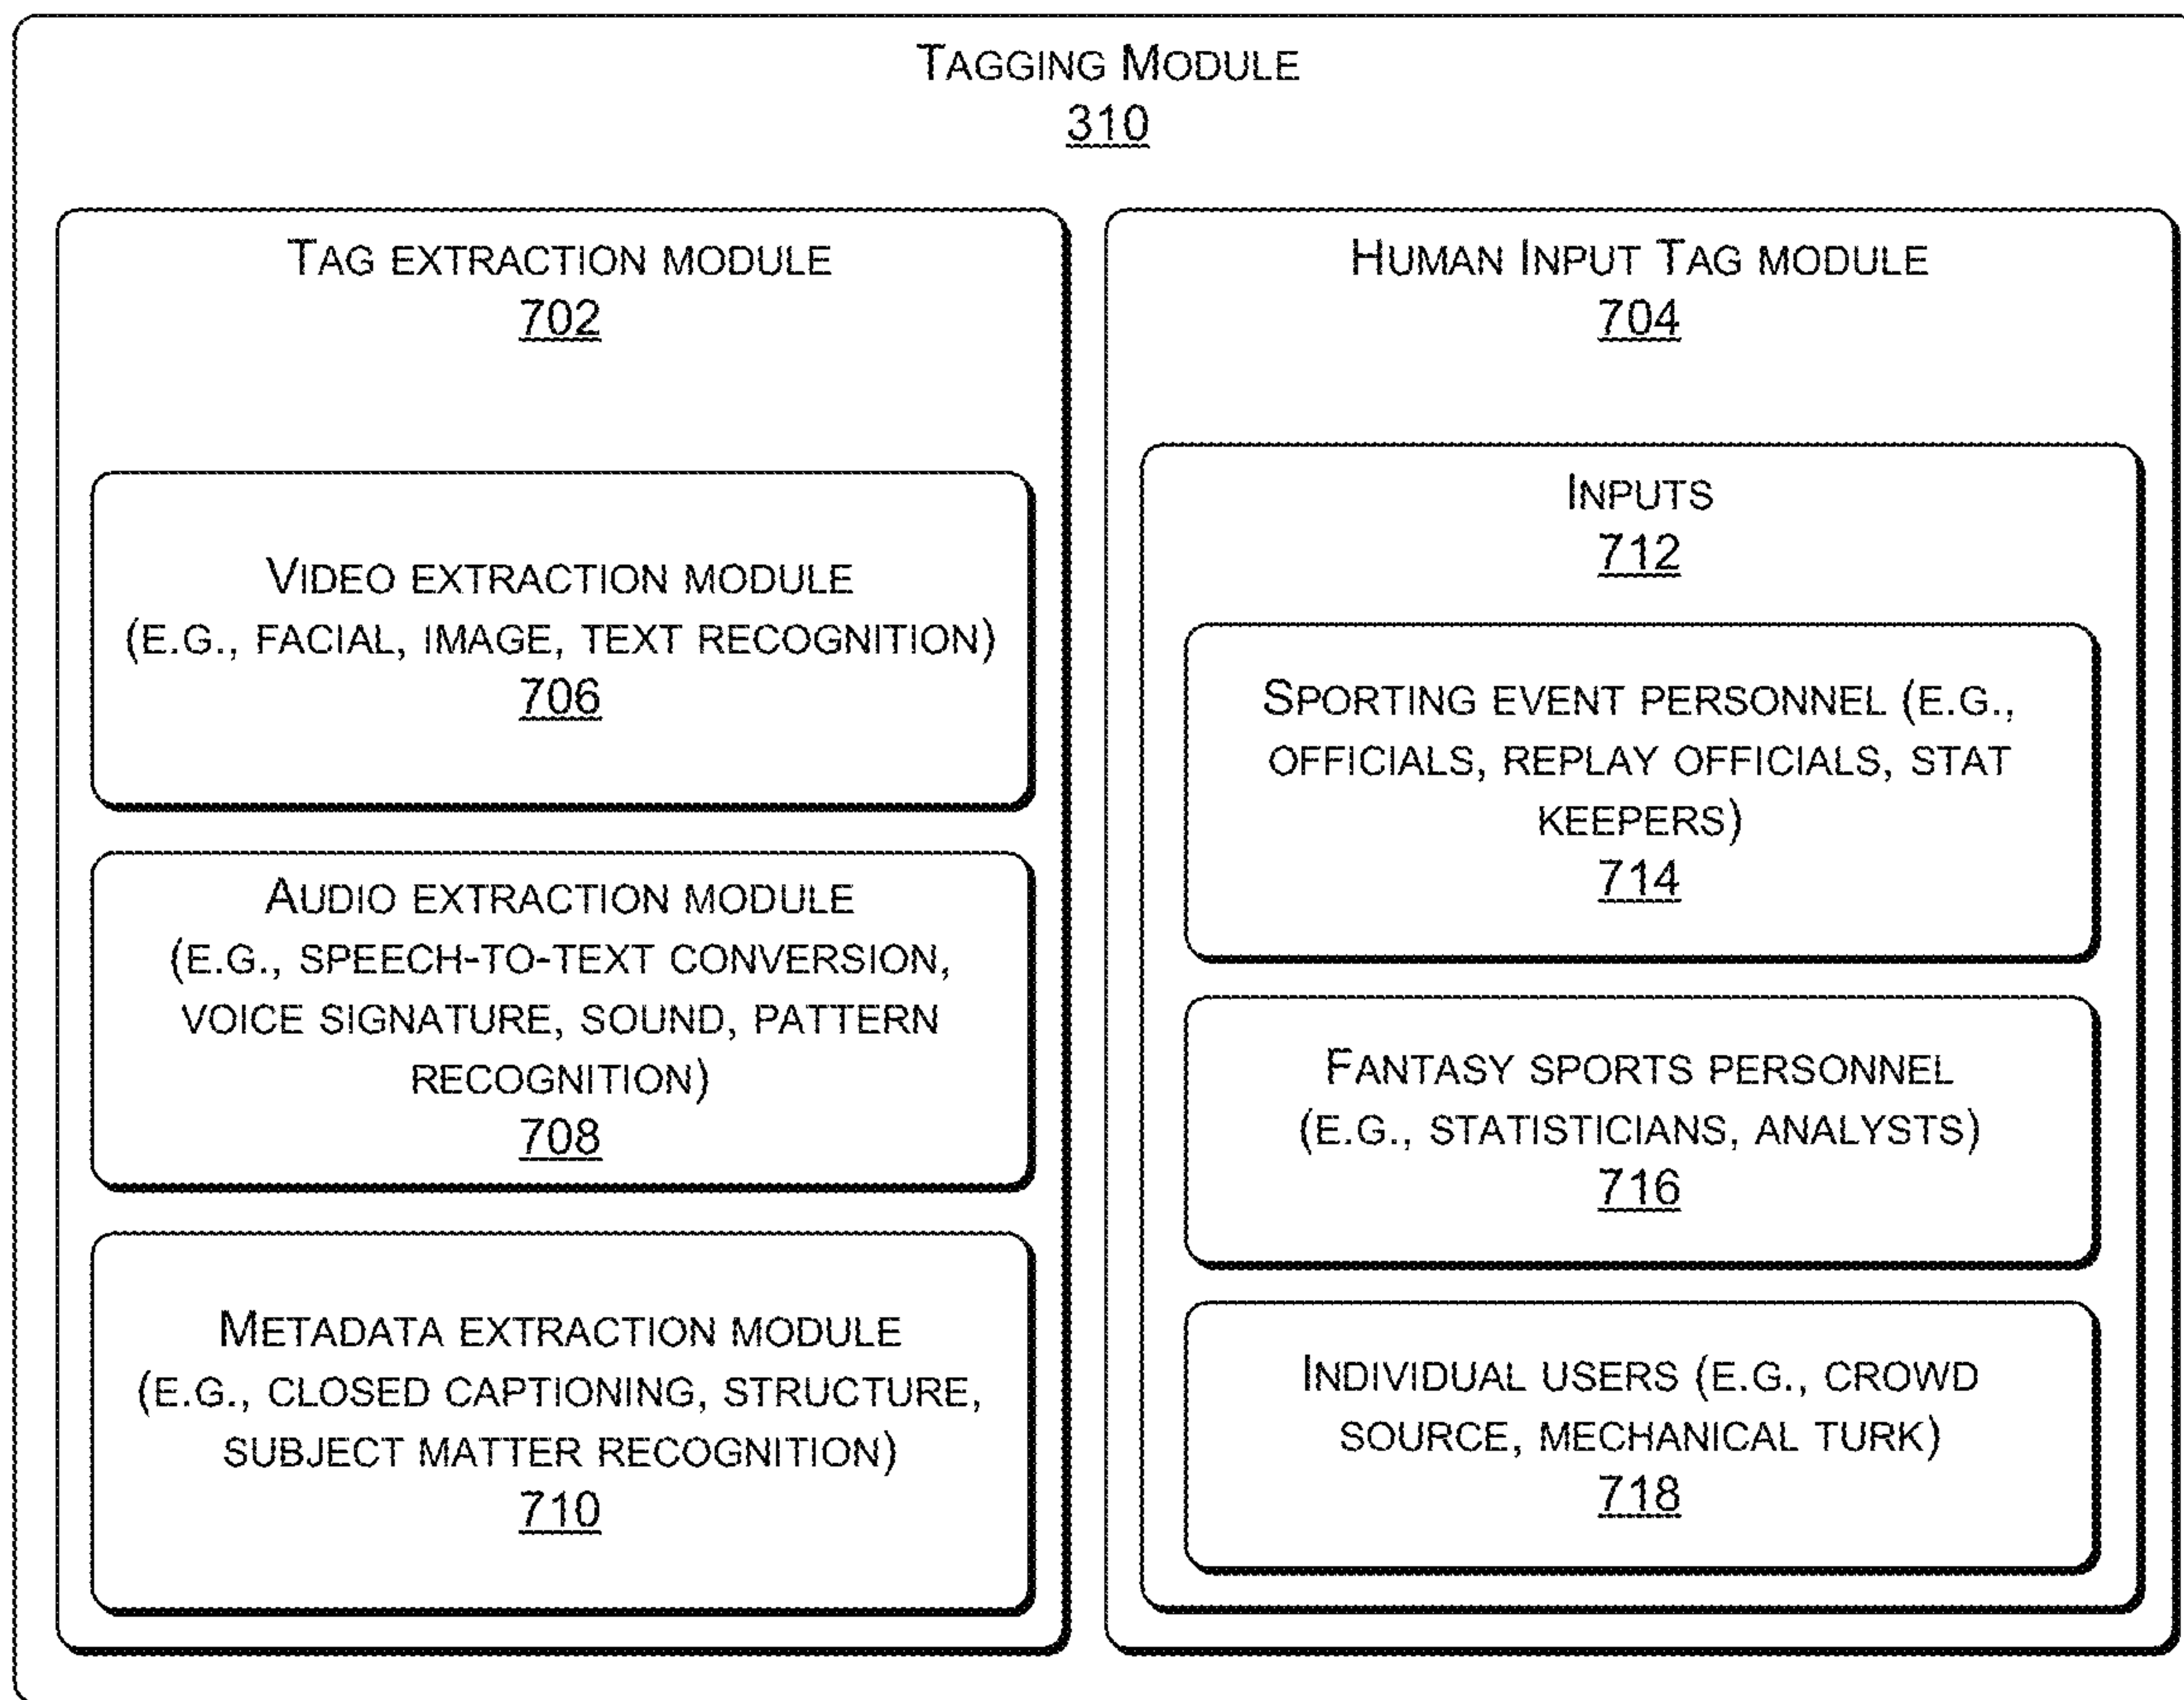 TAGGING MODULE
310
TAG EXTRACTION MODULE
702
VIDEO EXTRACTION MODULE
(E.G., FACIAL, IMAGE, TEXT RECOGNITION)
706
AUDIO EXTRACTION MODULE
(E.G., SPEECH-TO-TEXT CONVERSION,
VOICE SIGNATURE, SOUND, PATTERN
RECOGNITION)
708
METADATA EXTRACTION MODULE
(E.G., CLOSED CAPTIONING, STRUCTURE,
SUBJECT MATTER RECOGNITION)
710
HUMAN INPUT TAG MODULE
704
INPUTS
712
SPORTING EVENT PERSONNEL (E.G.,
OFFICIALS, REPLAY OFFICIALS, STAT
KEEPERS)
714
FANTASY SPORTS PERSONNEL
(E.G., STATISTICIANS, ANALYSTS)
716
INDIVIDUAL USERS (E.G., CROWD
SOURCE, MECHANICAL TURK)
718